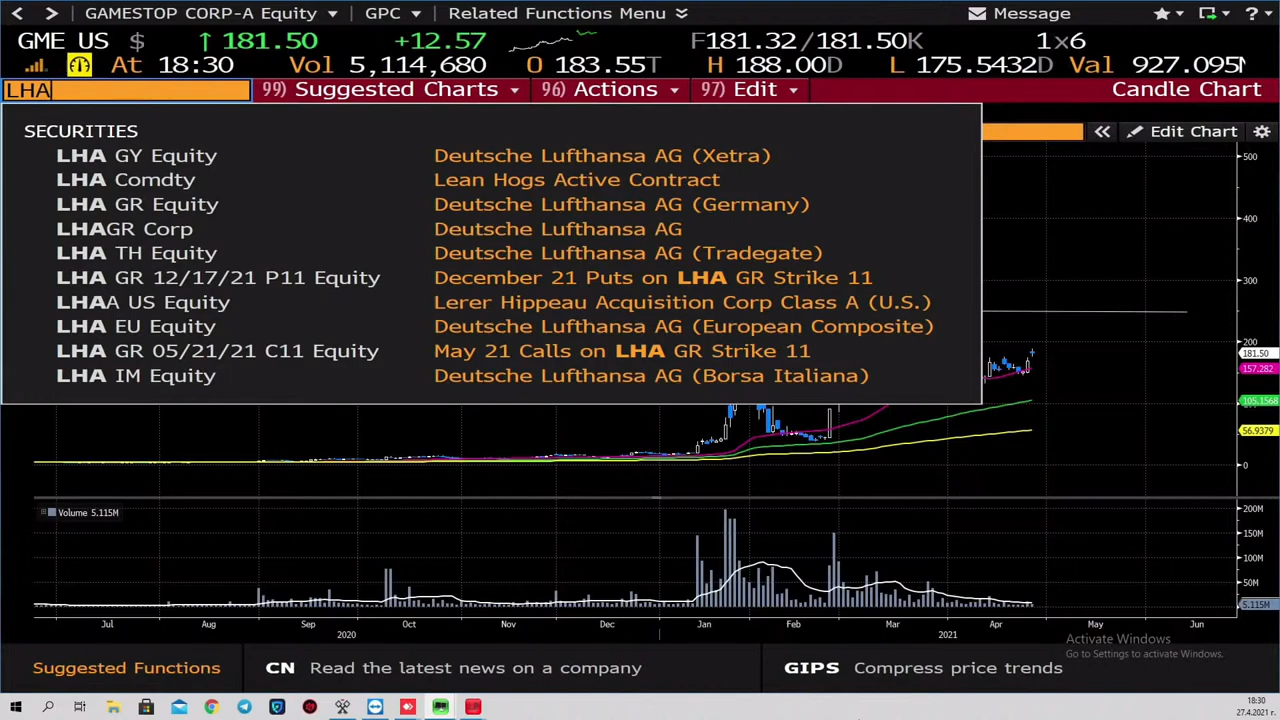 GAMESTOP CORP-A Equity GPC Related Functions Menu Message ?
GME US $ ↑ 181.50 +12.57 F181.32/181.50K 1×6
At 18:30 Vol 5,114,680 O 183.55T H 188.00D L 175.5432D Val 927.095M
LHA 99) Suggested Charts 96) Actions 97) Edit Candle Chart
SECURITIES
Edit Chart
LHA GY Equity Deutsche Lufthansa AG (Xetra)
LHA Comdty Lean Hogs Active Contract
LHA GR Equity Deutsche Lufthansa AG (Germany)
LHAGR Corp Deutsche Lufthansa AG
LHA TH Equity Deutsche Lufthansa AG (Tradegate)
LHA GR 12/17/21 P11 Equity December 21 Puts on LHA GR Strike 11
LHAA US Equity Lerer Hippeau Acquisition Corp Class A (U.S.)
LHA EU Equity Deutsche Lufthansa AG (European Composite)
LHA GR 05/21/21 C11 Equity May 21 Calls on LHA GR Strike 11
LHA IM Equity Deutsche Lufthansa AG (Borsa Italiana)
500
400
300
200
181.50
157.282
105.1568
56.9379
0
Volume 5.115M
200M
150M
100M
50M
5.115M
Jul Aug Sep Oct Nov Dec Jan Feb Mar Apr May Jun
2020 2021
Activate Windows
Go to Settings to activate Windows.
Suggested Functions CN Read the latest news on a company GIPS Compress price trends
18:30
27.4.2021 г.